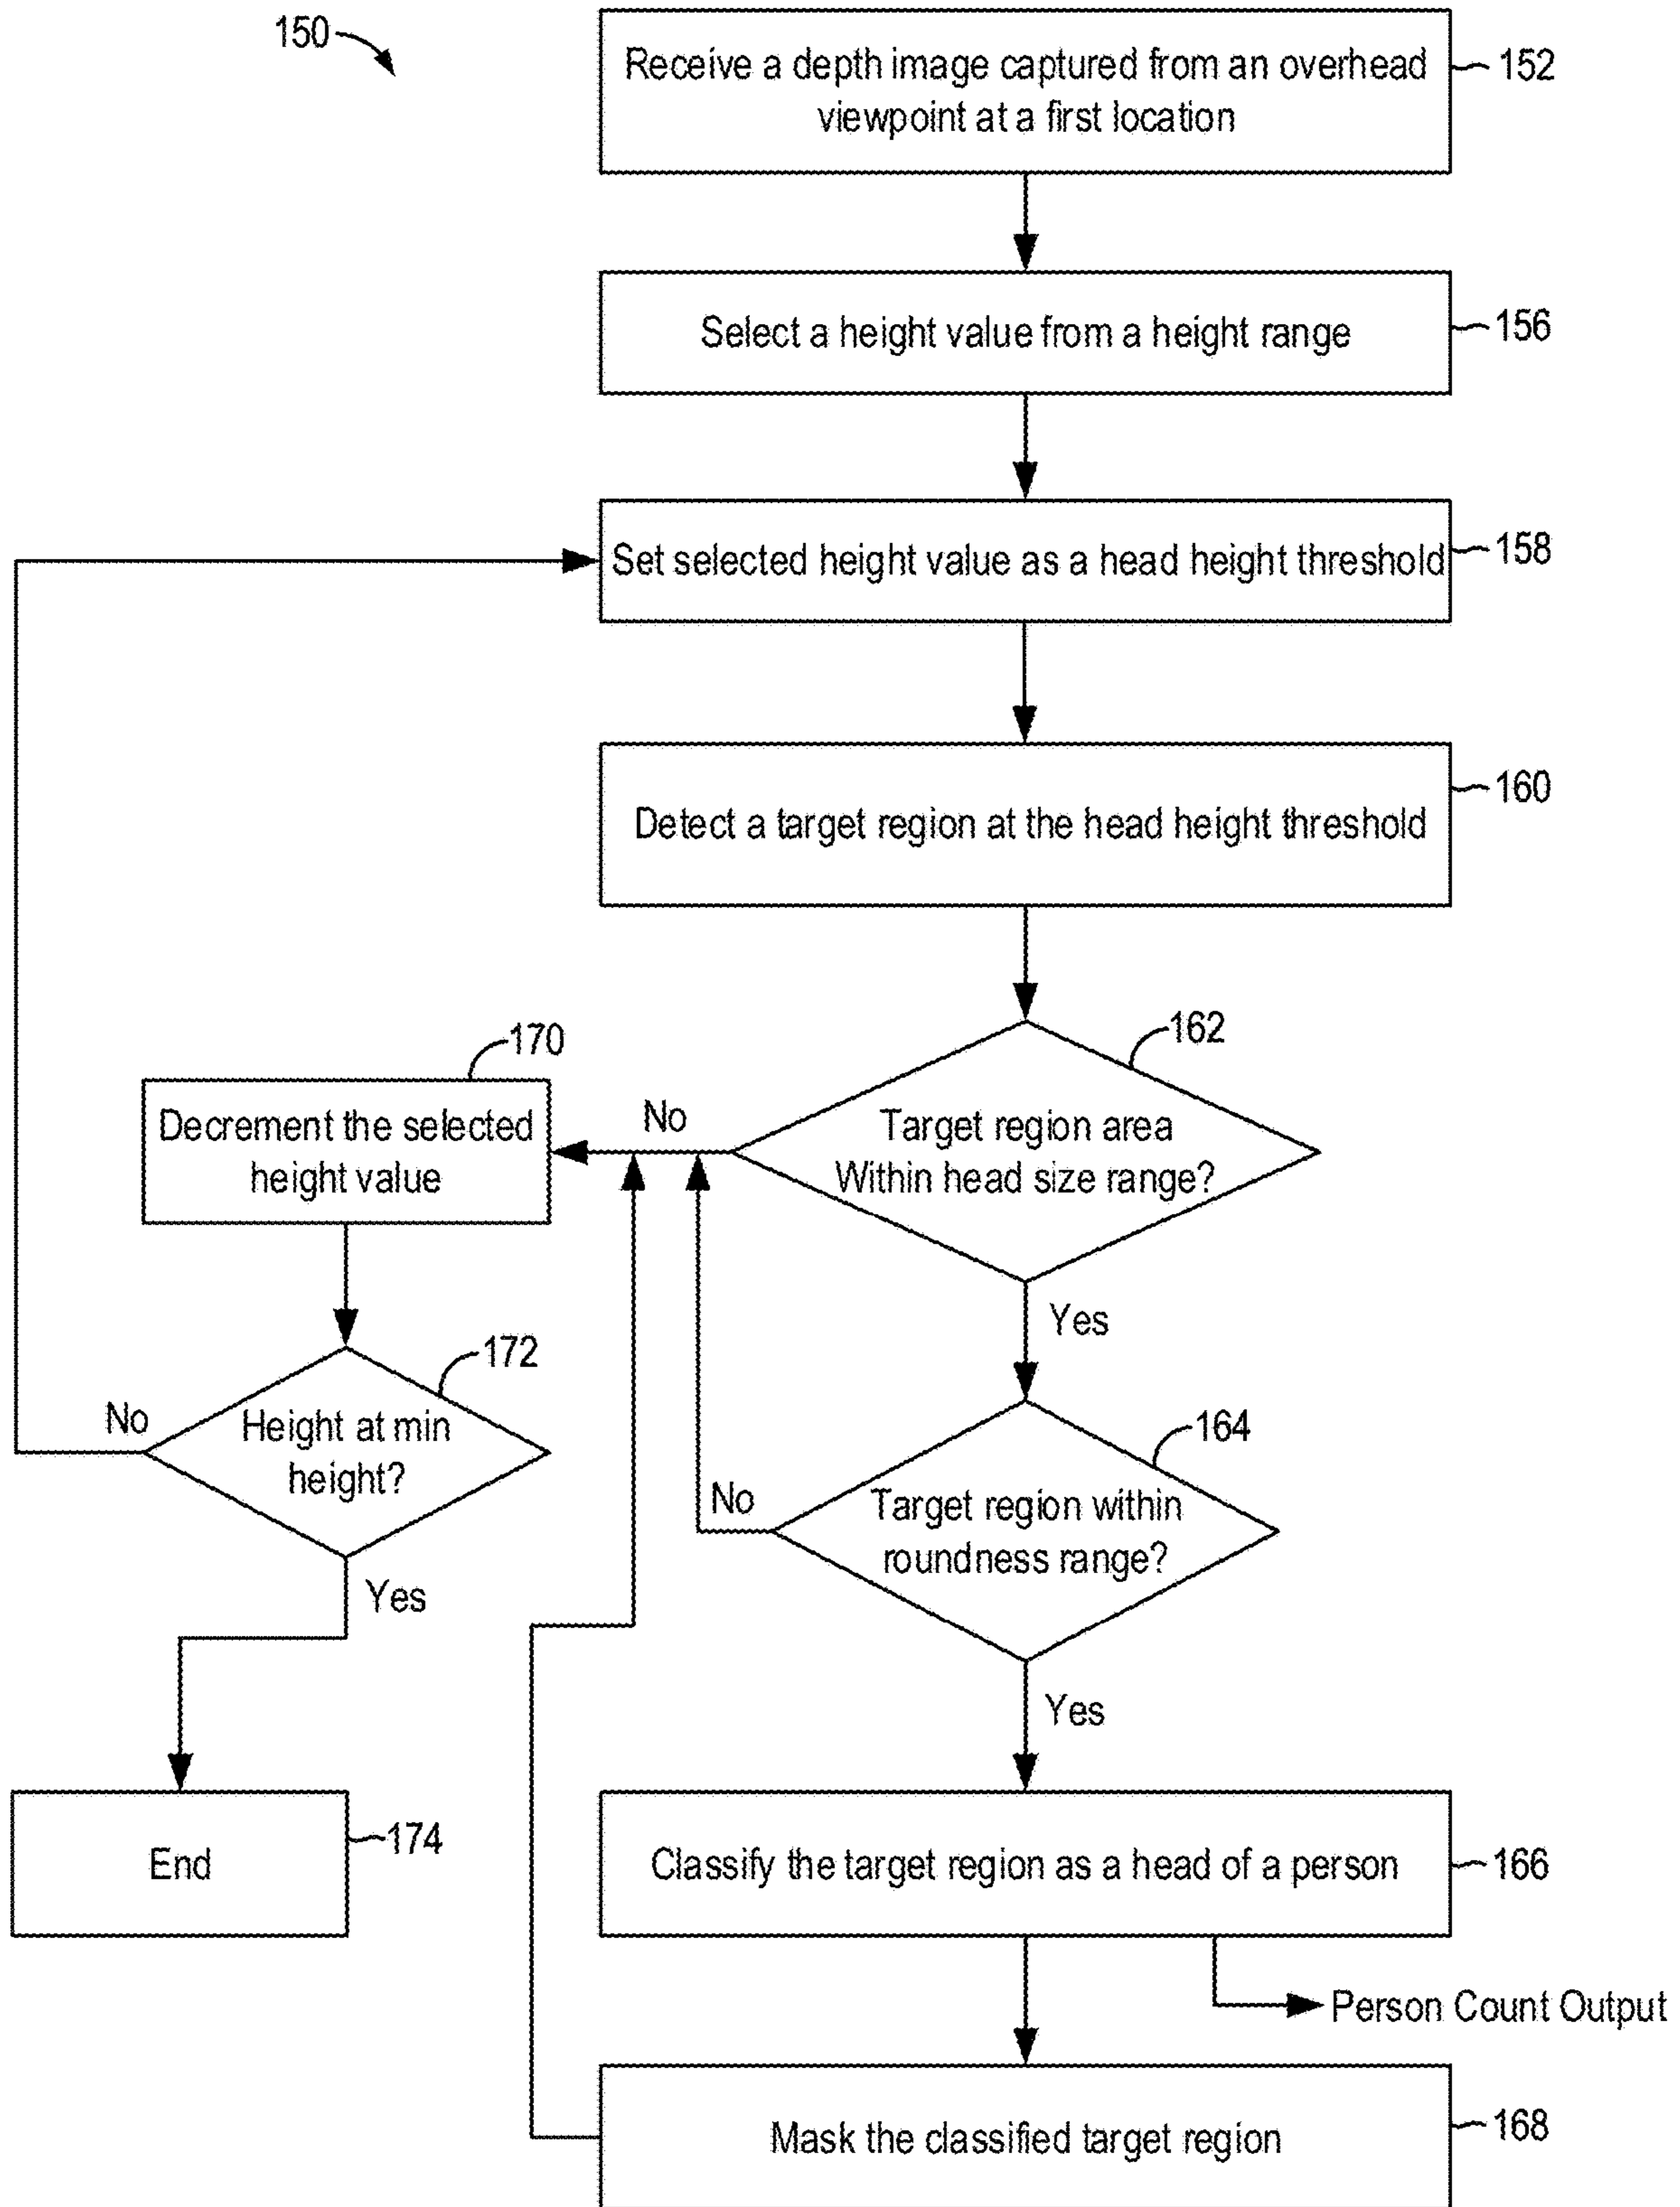 150
Receive a depth image captured from an overhead
viewpoint at a first location
152
Select a height value from a height range
156
Set selected height value as a head height threshold
158
Detect a target region at the head height threshold
160
162
Target region area
Within head size range?
No
Yes
170
Decrement the selected
height value
172
Height at min
height?
No
Yes
164
Target region within
roundness range?
No
Yes
End
174
Classify the target region as a head of a person
166
Person Count Output
Mask the classified target region
168